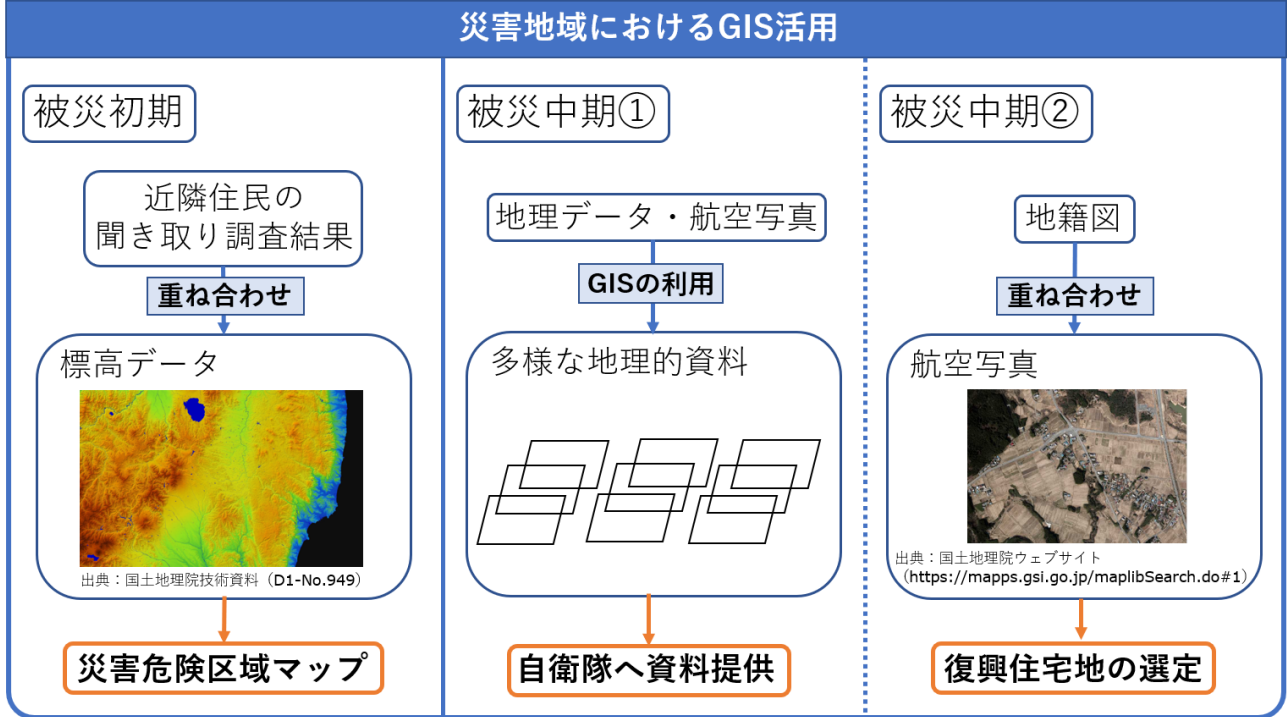 災害地域におけるGIS活用
被災初期
近隣住民の
聞き取り調査結果
重ね合わせ
標高データ
出典：国土地理院技術資料（D1-No.949）
災害危険区域マップ
被災中期①
地理データ・航空写真
GISの利用
多様な地理的資料
自衛隊へ資料提供
被災中期②
地籍図
重ね合わせ
航空写真
出典：国土地理院ウェブサイト
（https://mapps.gsi.go.jp/maplibSearch.do#1）
復興住宅地の選定